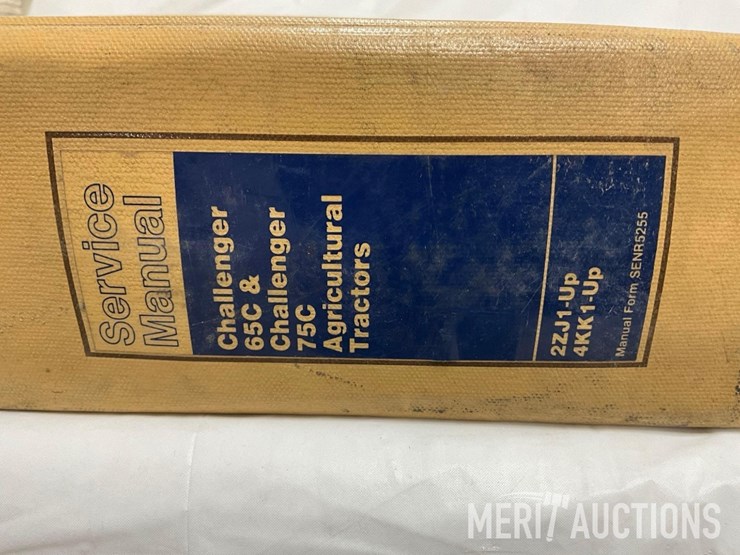 Service
Manual
Challenger
65C &
Challenger
75C
Agricultural
Tractors
2ZJ1-Up
4KK1-Up
Manual Form SENR5255
MERIT AUCTIONS